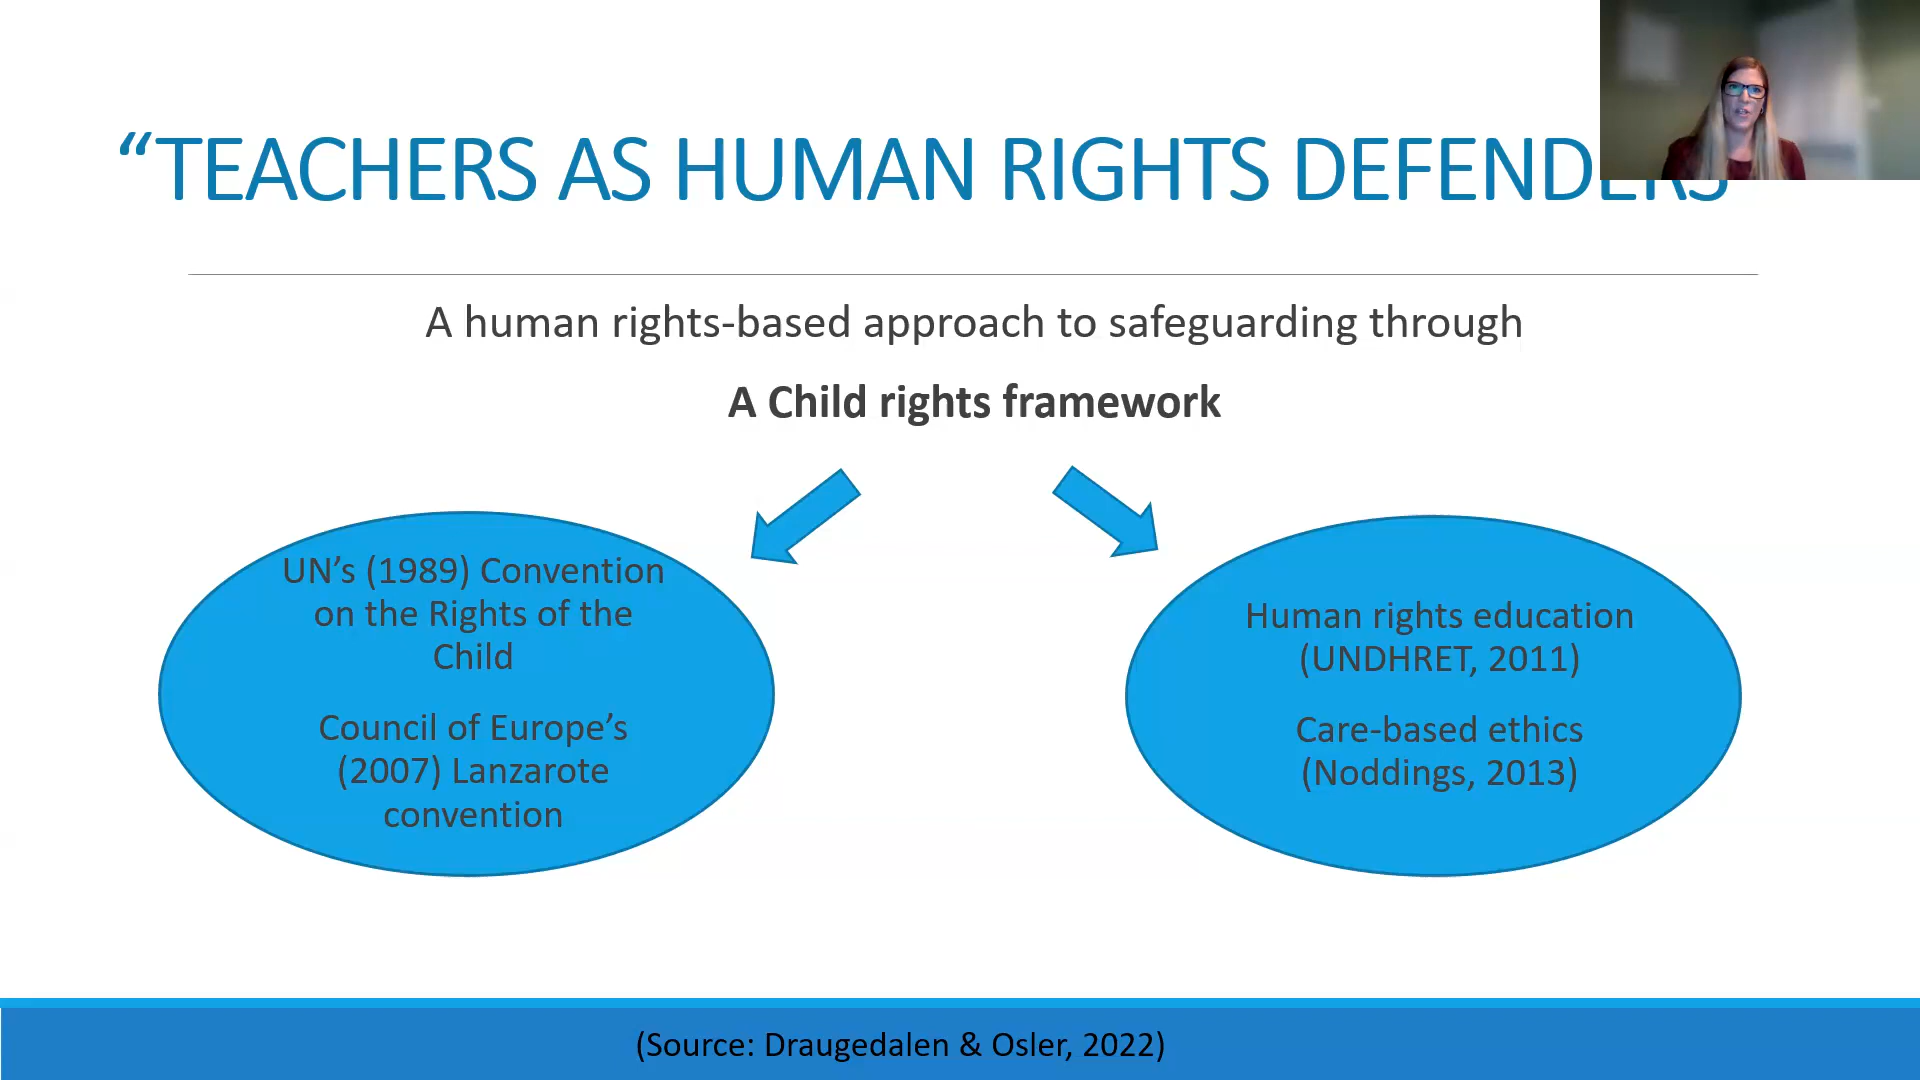 “TEACHERS AS HUMAN RIGHTS DEFENDERS
A human rights-based approach to safeguarding through
A Child rights framework
UN’s (1989) Convention
on the Rights of the
Child
Council of Europe’s
(2007) Lanzarote
convention
Human rights education
(UNDHRET, 2011)
Care-based ethics
(Noddings, 2013)
(Source: Draugedalen & Osler, 2022)